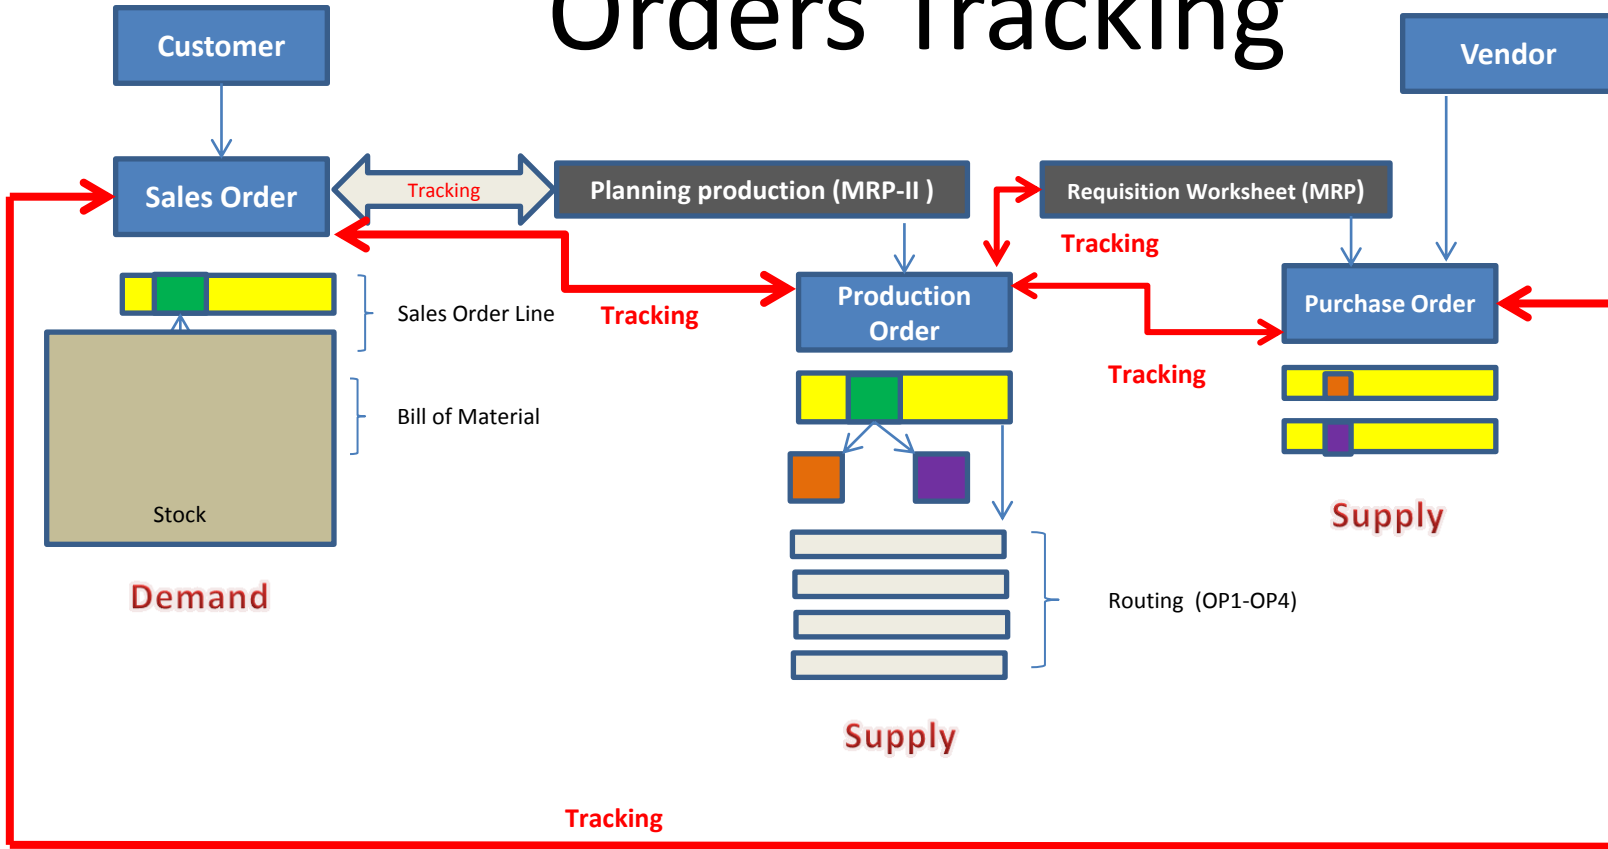 Orders Tracking
Customer
Vendor
Sales Order
Tracking
Planning production (MRP-II )
Requisition Worksheet (MRP)
Tracking
Production
Order
Purchase Order
Sales Order Line
Tracking
Tracking
Bill of Material
Stock
Supply
Demand
Routing  (OP1-OP4)
Supply
Tracking